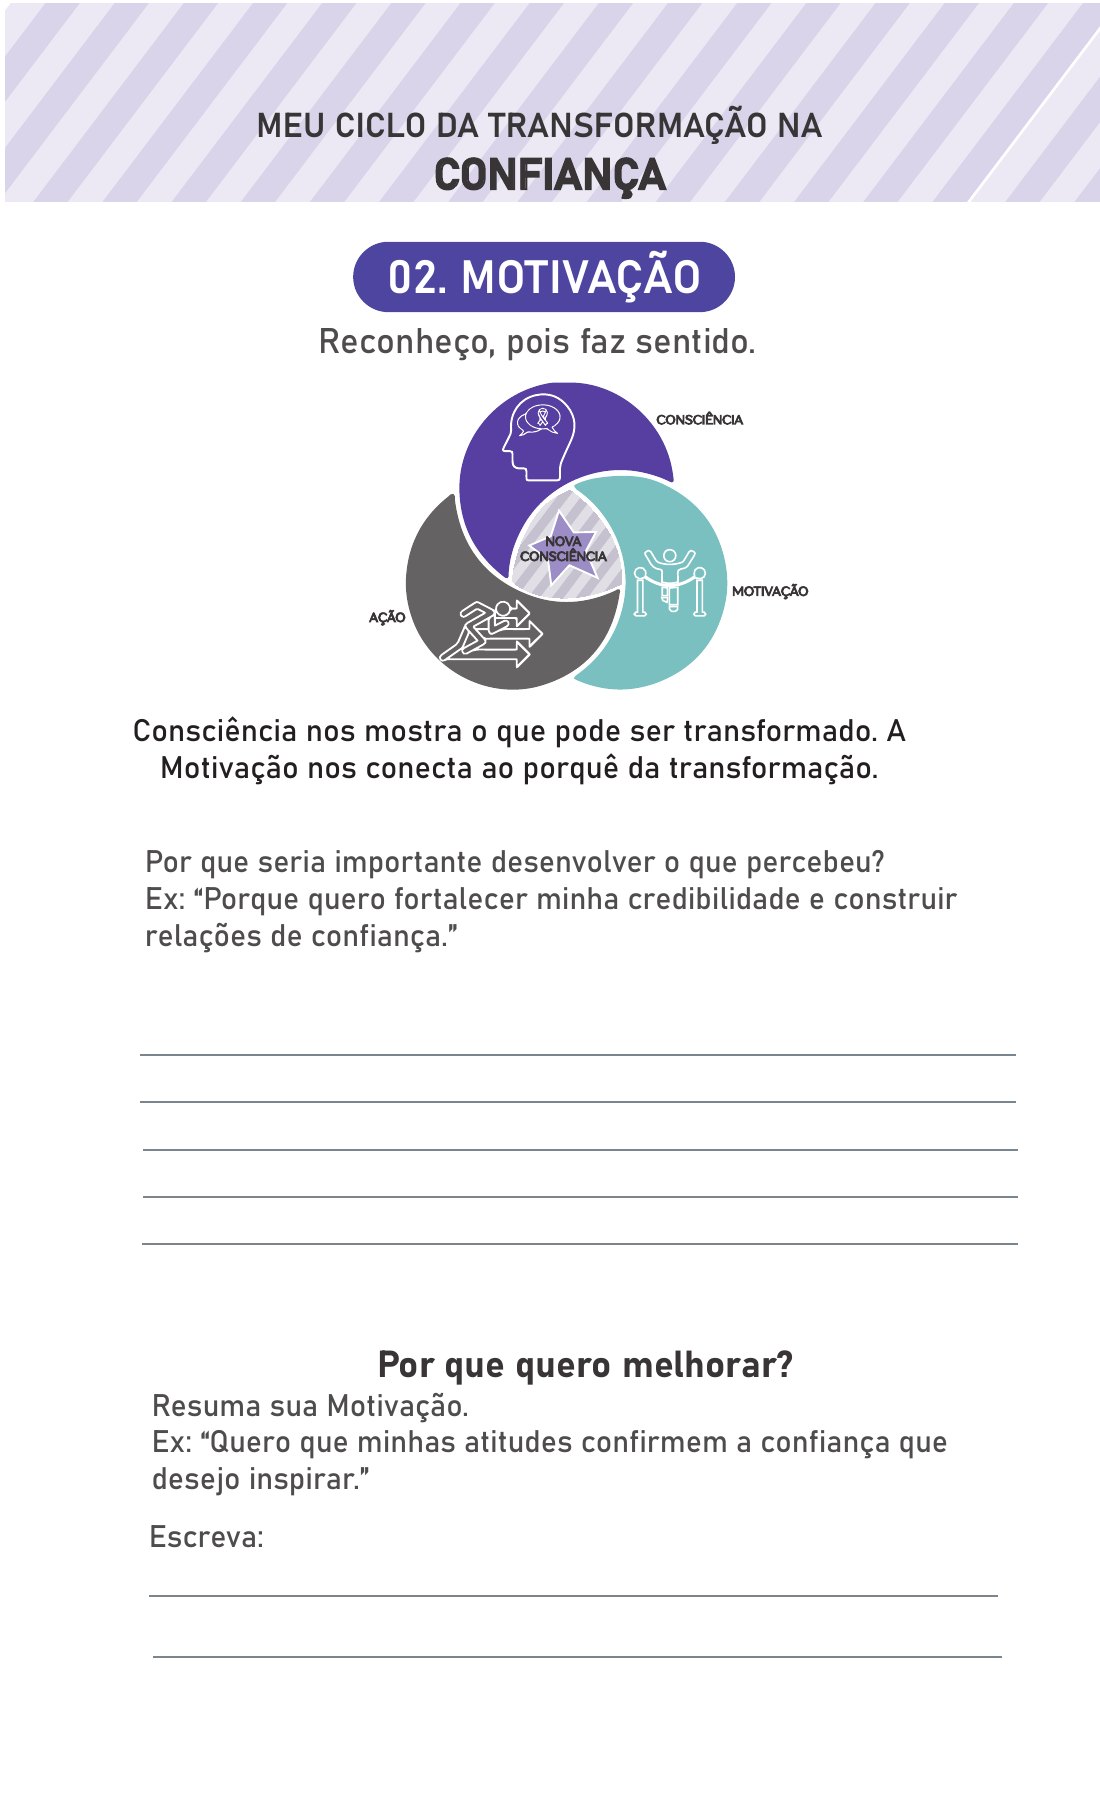 MEU CICLO DA TRANSFORMAÇÃO NA
CONFIANÇA
02. MOTIVAÇÃO
Reconheço, pois faz sentido.
CONSCIÊNCIA
NOVA
CONSCIÊNCIA
MOTIVAÇÃO
AÇÃO
Consciência nos mostra o que pode ser transformado. A
Motivação nos conecta ao porquê da transformação.
Por que seria importante desenvolver o que percebeu?
Ex: “Porque quero fortalecer minha credibilidade e construir
relações de confiança.”
Por que quero melhorar?
Resuma sua Motivação.
Ex: “Quero que minhas atitudes confirmem a confiança que
desejo inspirar.”
Escreva: